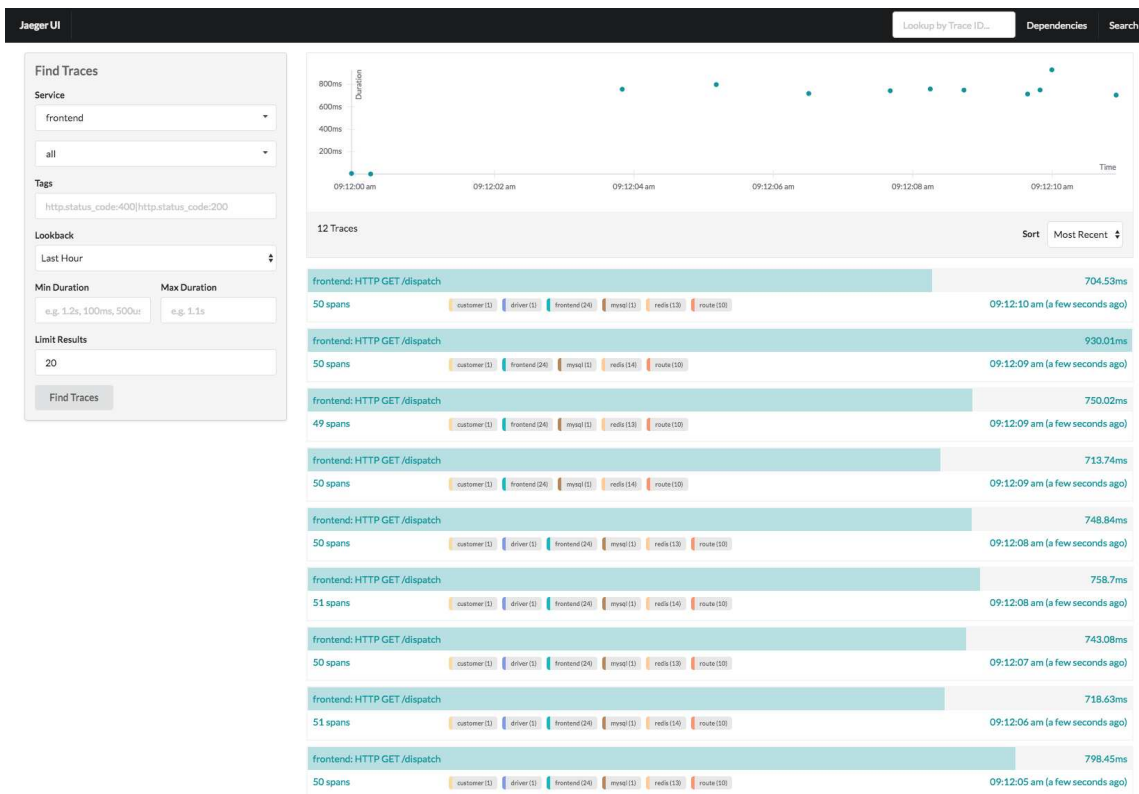 Jaeger UI
Lookup by Trace ID... Dependencies Search
Find Traces
Service
frontend
all
Tags
http.status_code:400|http.status_code:200
Lookback
Last Hour
Min Duration Max Duration
e.g. 1.2s, 100ms, 500us e.g. 1.1s
Limit Results
20
Find Traces
Duration
800ms
600ms
400ms
200ms
Time
09:12:00 am 09:12:02 am 09:12:04 am 09:12:06 am 09:12:08 am 09:12:10 am
12 Traces Sort Most Recent
frontend: HTTP GET /dispatch 704.53ms
50 spans customer (1) driver (1) frontend (24) mysql (1) redis (13) route (10) 09:12:10 am (a few seconds ago)
frontend: HTTP GET /dispatch 930.01ms
50 spans customer (1) frontend (24) mysql (1) redis (14) route (10) 09:12:09 am (a few seconds ago)
frontend: HTTP GET /dispatch 750.02ms
49 spans customer (1) frontend (24) mysql (1) redis (13) route (10) 09:12:09 am (a few seconds ago)
frontend: HTTP GET /dispatch 713.74ms
50 spans customer (1) frontend (24) mysql (1) redis (14) route (10) 09:12:09 am (a few seconds ago)
frontend: HTTP GET /dispatch 748.84ms
50 spans customer (1) driver (1) frontend (24) mysql (1) redis (13) route (10) 09:12:08 am (a few seconds ago)
frontend: HTTP GET /dispatch 758.7ms
51 spans customer (1) driver (1) frontend (24) mysql (1) redis (14) route (10) 09:12:08 am (a few seconds ago)
frontend: HTTP GET /dispatch 743.08ms
50 spans customer (1) driver (1) frontend (24) mysql (1) redis (13) route (10) 09:12:07 am (a few seconds ago)
frontend: HTTP GET /dispatch 718.63ms
51 spans customer (1) driver (1) frontend (24) mysql (1) redis (14) route (10) 09:12:06 am (a few seconds ago)
frontend: HTTP GET /dispatch 798.45ms
50 spans customer (1) driver (1) frontend (24) mysql (1) redis (13) route (10) 09:12:05 am (a few seconds ago)